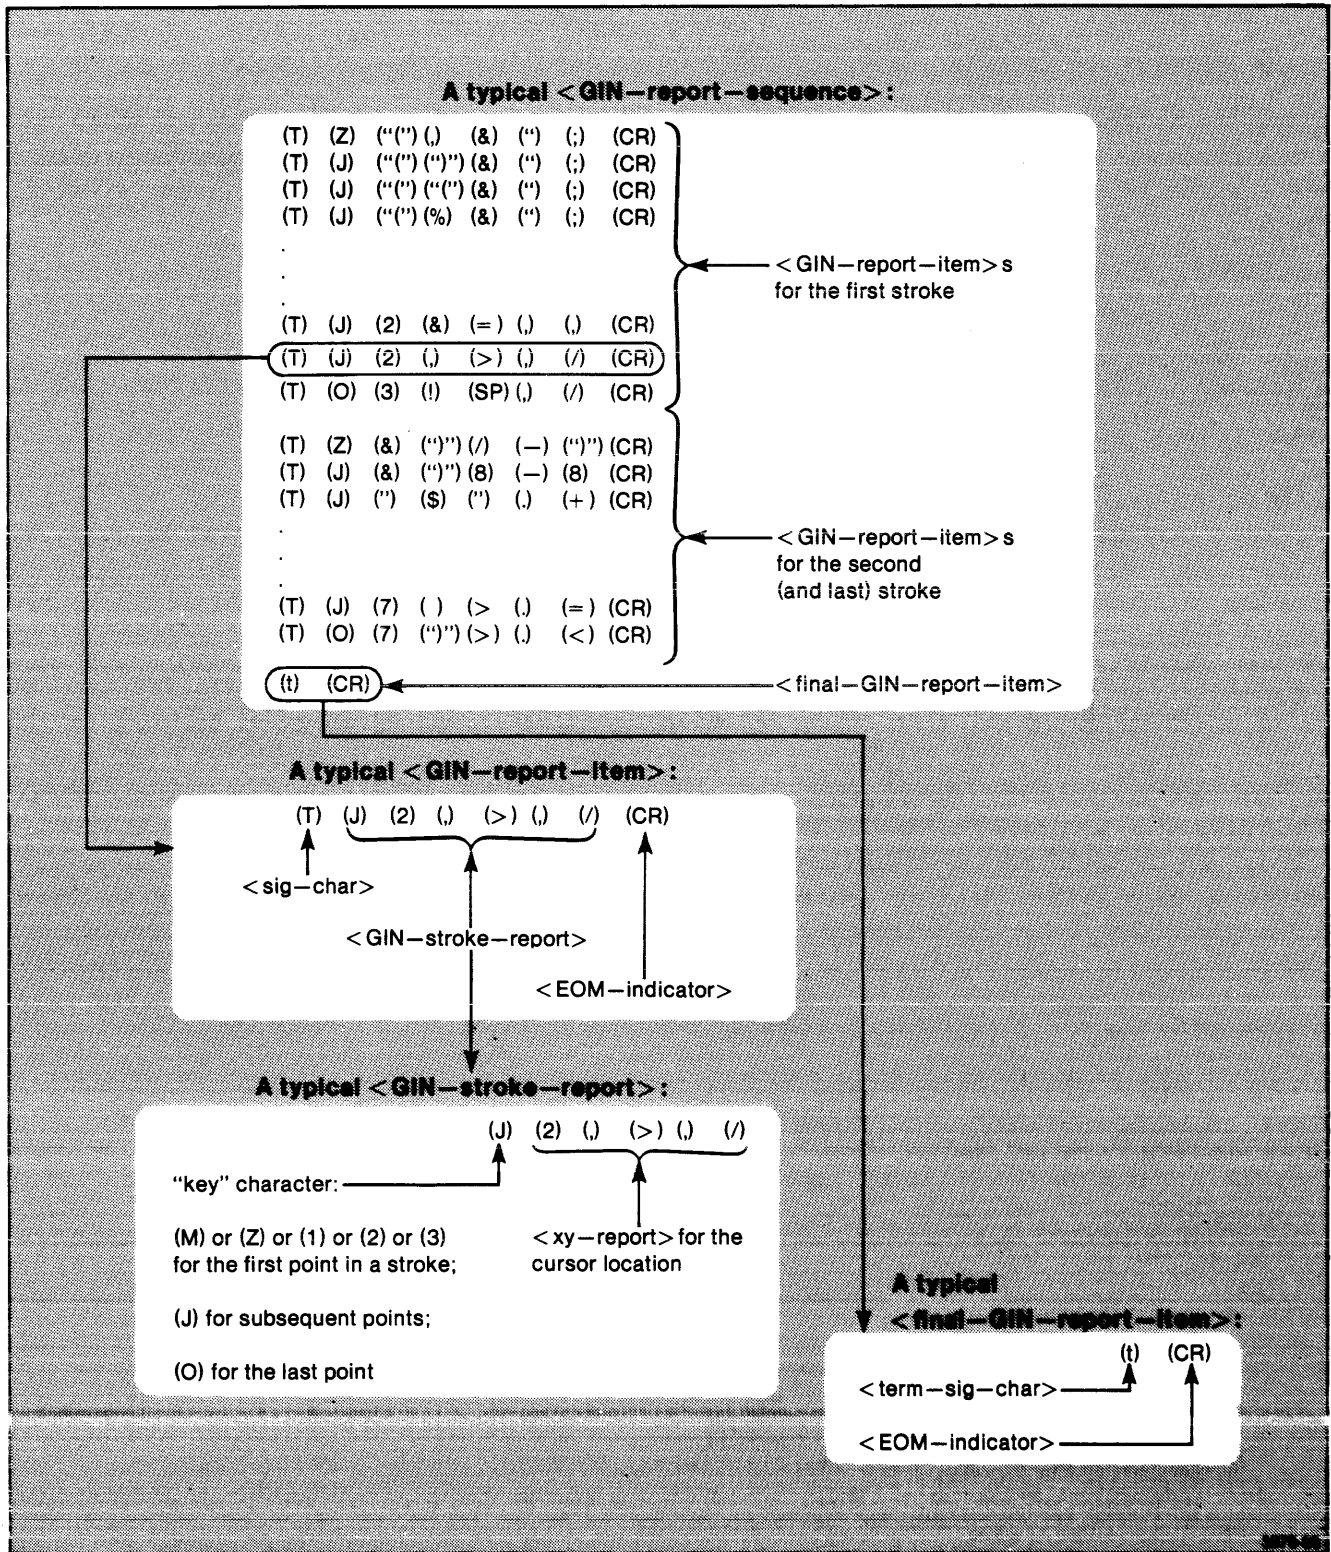 A typical <GIN—report—sequence>:
(T) (Z) (“(”) (,) (&) (“) (;) (CR)
(T) (J) (“(”) (“)”) (&) (“) (;) (CR)
(T) (J) (“(”) (“(”) (&) (“) (;) (CR)
(T) (J) (“(”) (%) (&) (“) (;) (CR)
.
.
.
<GIN—report—item>s
for the first stroke
(T) (J) (2) (&) (=) (,) (,) (CR)
(T) (J) (2) (,) (>) (,) (/) (CR)
(T) (O) (3) (!) (SP) (,) (/) (CR)
(T) (Z) (&) (“)”) (/) (—) (“)”) (CR)
(T) (J) (&) (“)”) (8) (—) (8) (CR)
(T) (J) (”) ($) (”) (.) (+) (CR)
.
.
.
<GIN—report—item>s
for the second
(and last) stroke
(T) (J) (7) ( ) (> (.) (=) (CR)
(T) (O) (7) (“)”) (>) (.) (<) (CR)
(t) (CR)
<final—GIN—report—item>
A typical <GIN—report—item>:
(T) (J) (2) (,) (>) (,) (/) (CR)
<sig—char>
<GIN—stroke—report>
<EOM—indicator>
A typical <GIN—stroke—report>:
(J) (2) (,) (>) (,) (/)
“key” character:
(M) or (Z) or (1) or (2) or (3)
for the first point in a stroke;
(J) for subsequent points;
(O) for the last point
<xy—report> for the
cursor location
A typical
<final—GIN—report—item>:
(t) (CR)
<term—sig—char>
<EOM—indicator>